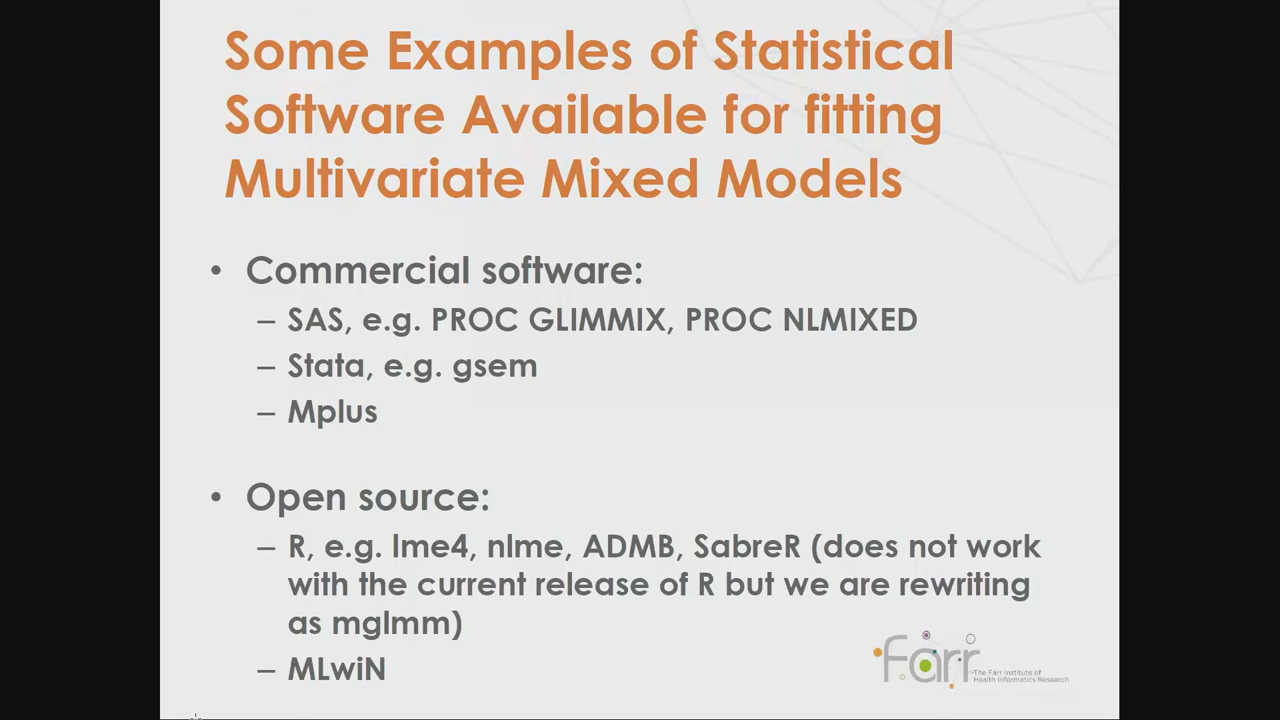 Some Examples of Statistical
Software Available for fitting
Multivariate Mixed Models
• Commercial software:
– SAS, e.g. PROC GLIMMIX, PROC NLMIXED
– Stata, e.g. gsem
– Mplus
• Open source:
– R, e.g. lme4, nlme, ADMB, SabreR (does not work
with the current release of R but we are rewriting
as mglmm)
– MLwiN
farr
The Farr Institute of
Health Informatics Research